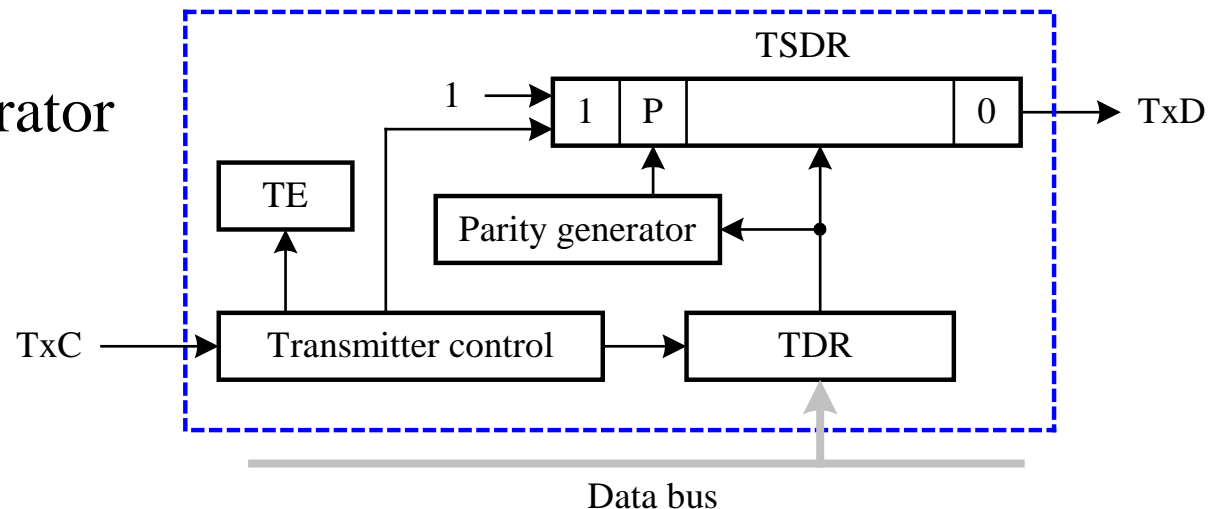 TSDR
rator
1
1 P 0
TxD
TE
Parity generator
TxC
Transmitter control
TDR
Data bus